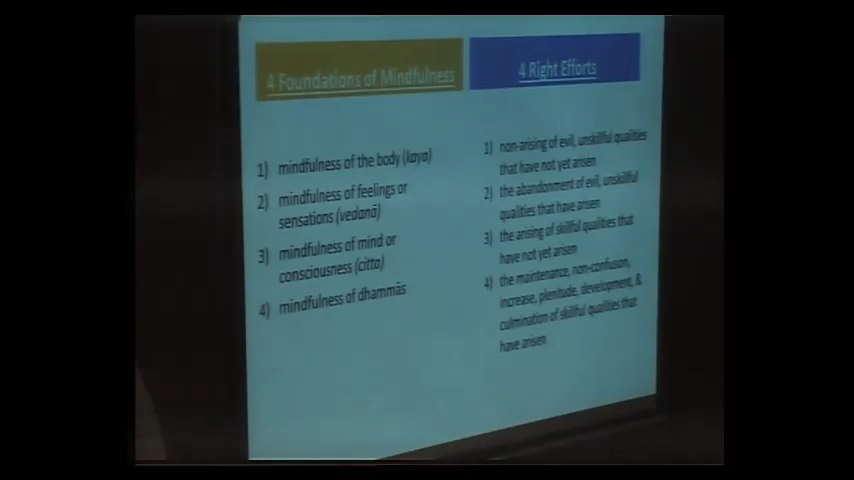 4 Foundations of Mindfulness
1) mindfulness of the body (kaya)
2) mindfulness of feelings or
sensations (vedanā)
3) mindfulness of mind or
consciousness (citta)
4) mindfulness of dhammās
4 Right Efforts
1) non-arising of evil, unskillful qualities
that have not yet arisen
2) the abandonment of evil, unskillful
qualities that have arisen
3) the arising of skillful qualities that
have not yet arisen
4) the maintenance, non-confusion,
increase, plenitude, development, &
culmination of skillful qualities that
have arisen